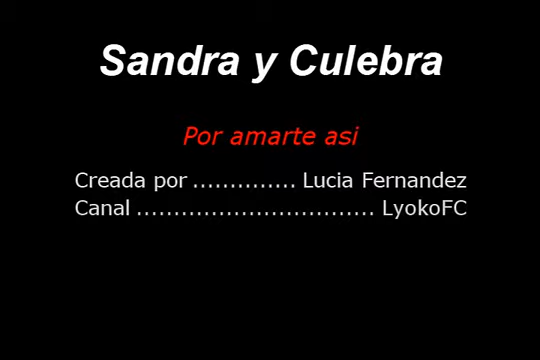 Sandra y Culebra
Por amarte asi
Creada por .............. Lucia Fernandez
Canal ................................ LyokoFC